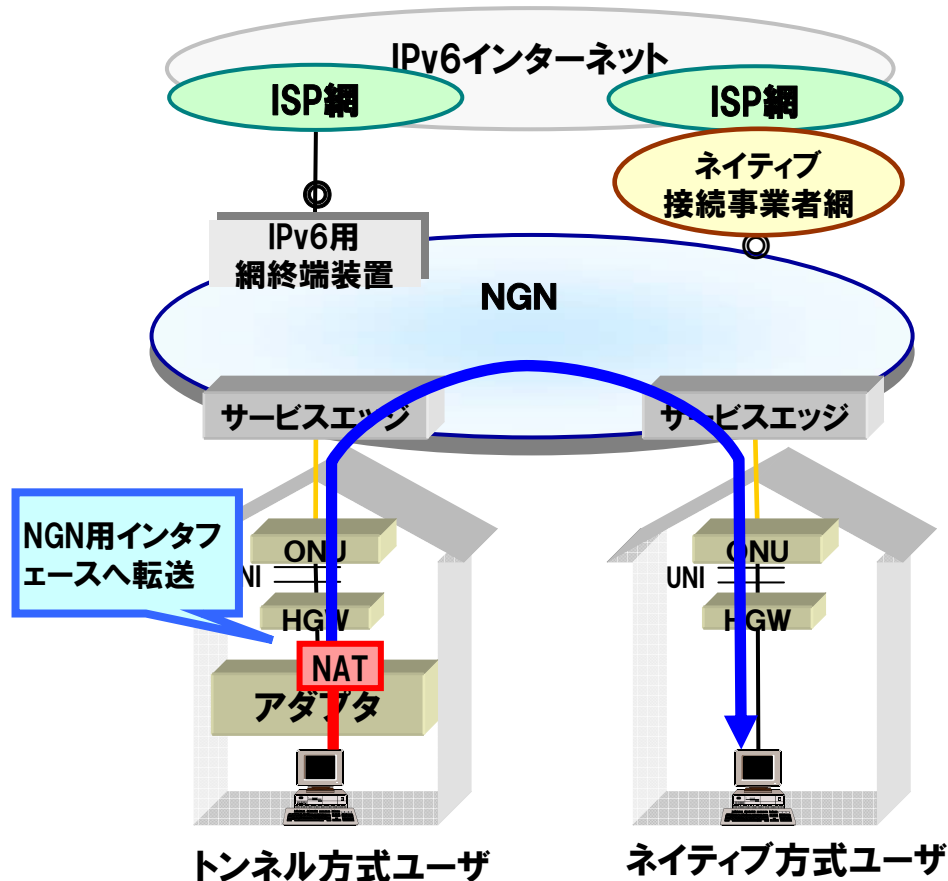 IPv6インターネット
ISP網
ISP網
ネイティブ
接続事業者網
IPv6用
網終端装置
NGN
サービスエッジ
サービスエッジ
NGN用インタフ
ェースへ転送
ONU
NI
HGW
NAT
アダプタ
ONU
UNI
HGW
トンネル方式ユーザ
ネイティブ方式ユーザ